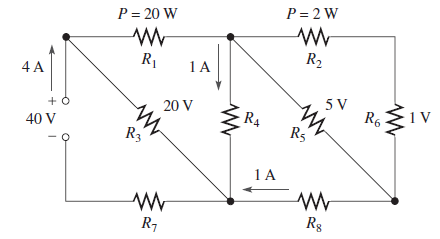 P = 20 W P = 2 W
R1 R2
4 A 1 A
+
40 V
−
20 V 5 V
R3 R4 R5 R6 1 V
1 A
R7 R8